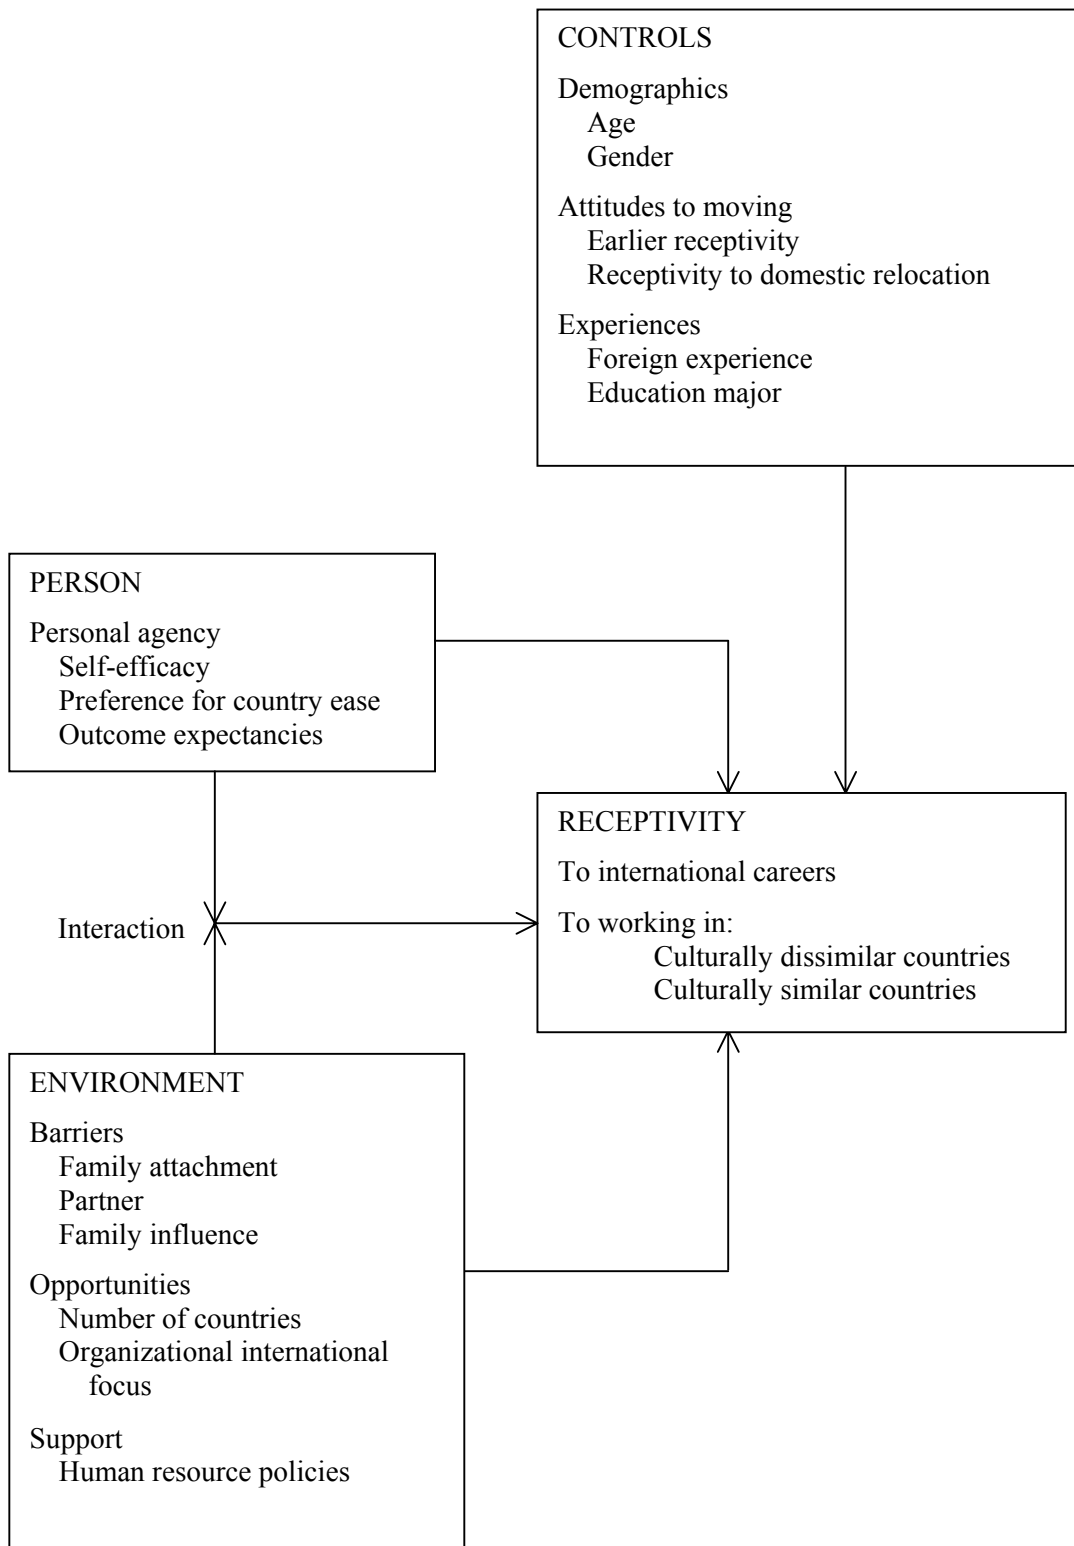 CONTROLS
Demographics
Age
Gender
Attitudes to moving
Earlier receptivity
Receptivity to domestic relocation
Experiences
Foreign experience
Education major
PERSON
Personal agency
Self-efficacy
Preference for country ease
Outcome expectancies
RECEPTIVITY
To international careers
To working in:
Culturally dissimilar countries
Culturally similar countries
Interaction
ENVIRONMENT
Barriers
Family attachment
Partner
Family influence
Opportunities
Number of countries
Organizational international
focus
Support
Human resource policies